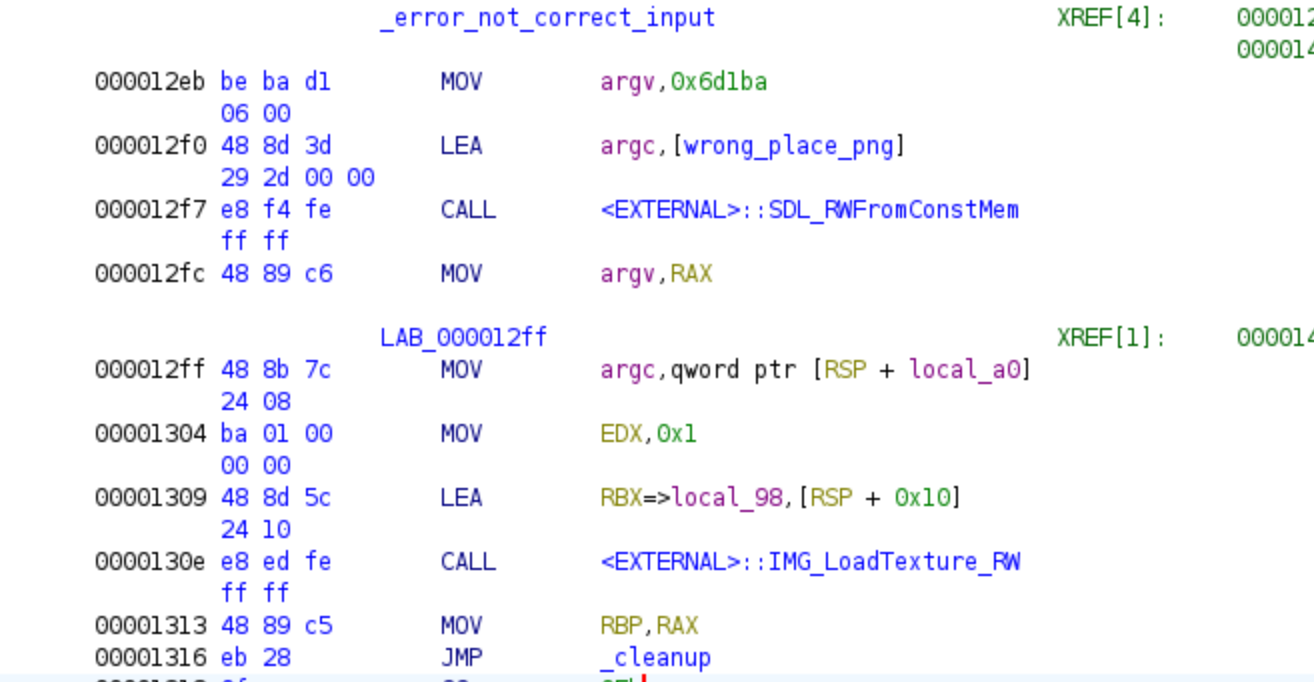 _error_not_correct_input XREF[4]: 000012
000014
000012eb be ba d1 MOV argv,0x6d1ba
06 00
000012f0 48 8d 3d LEA argc,[wrong_place_png]
29 2d 00 00
000012f7 e8 f4 fe CALL <EXTERNAL>::SDL_RWFromConstMem
ff ff
000012fc 48 89 c6 MOV argv,RAX
LAB_000012ff XREF[1]: 000014
000012ff 48 8b 7c MOV argc,qword ptr [RSP + local_a0]
24 08
00001304 ba 01 00 MOV EDX,0x1
00 00
00001309 48 8d 5c LEA RBX=>local_98,[RSP + 0x10]
24 10
0000130e e8 ed fe CALL <EXTERNAL>::IMG_LoadTexture_RW
ff ff
00001313 48 89 c5 MOV RBP,RAX
00001316 eb 28 JMP _cleanup